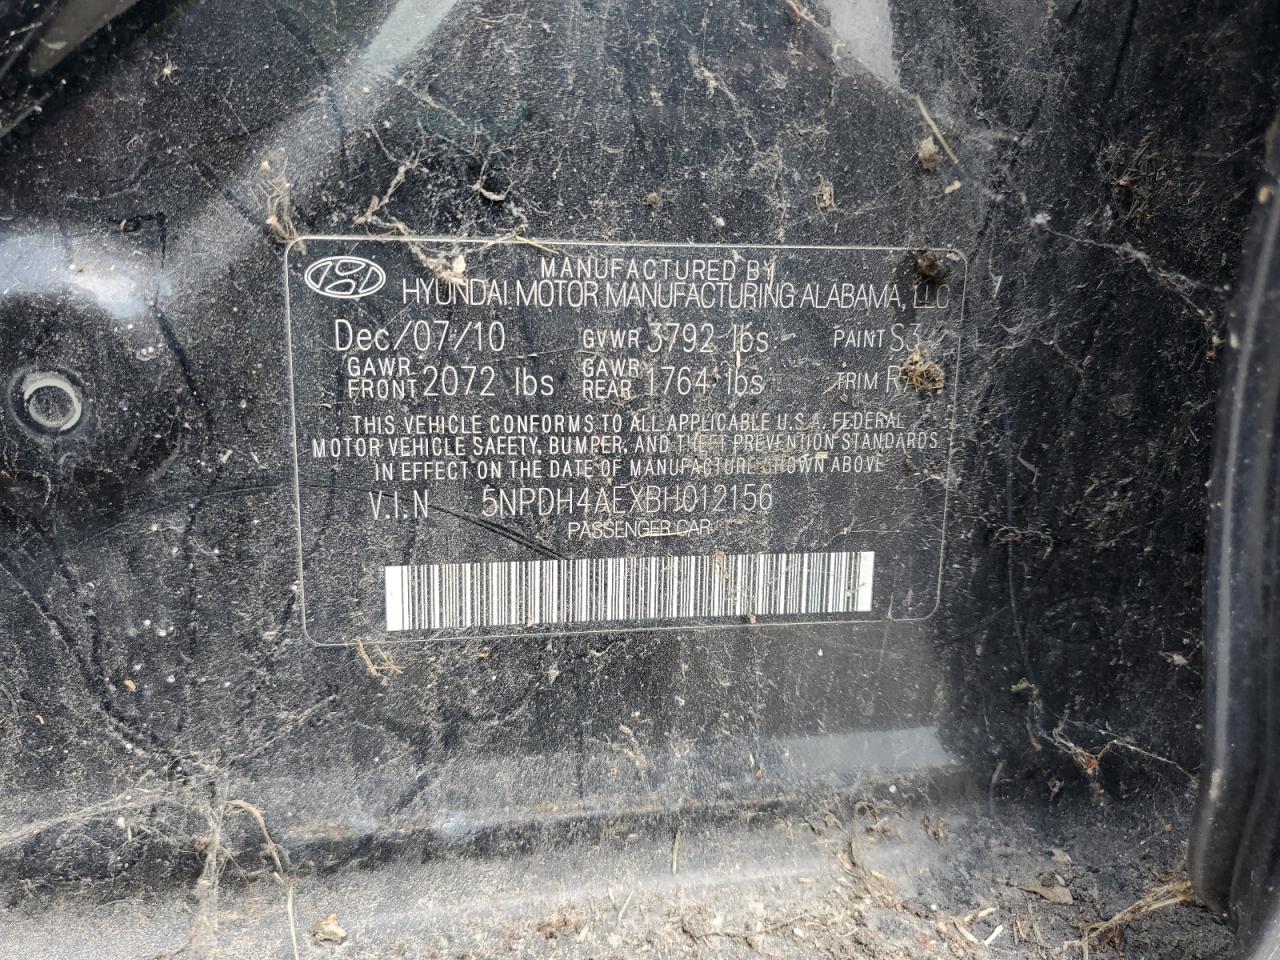 MANUFACTURED BY
HYUNDAI MOTOR MANUFACTURING ALABAMA, LLC
Dec/07/10 GVWR 3792 lbs PAINT S3
GAWR FRONT 2072 lbs GAWR REAR 1764 lbs TRIM
THIS VEHICLE CONFORMS TO ALL APPLICABLE U.S.A. FEDERAL
MOTOR VEHICLE SAFETY, BUMPER, AND THEFT PREVENTION STANDARDS
IN EFFECT ON THE DATE OF MANUFACTURE SHOWN ABOVE
V.I.N 5NPDH4AEXBH012156
PASSENGER CAR